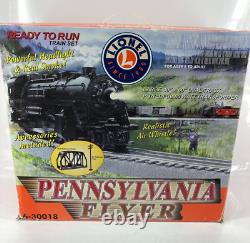 READY TO RUN
TRAIN SET
LIONEL
SINCE 1900
Powerful Headlight
& Real Smoke!
Accessories
Included!
Realistic
Air Whistle!
PENNSYLVANIA
FLYER
6-30018